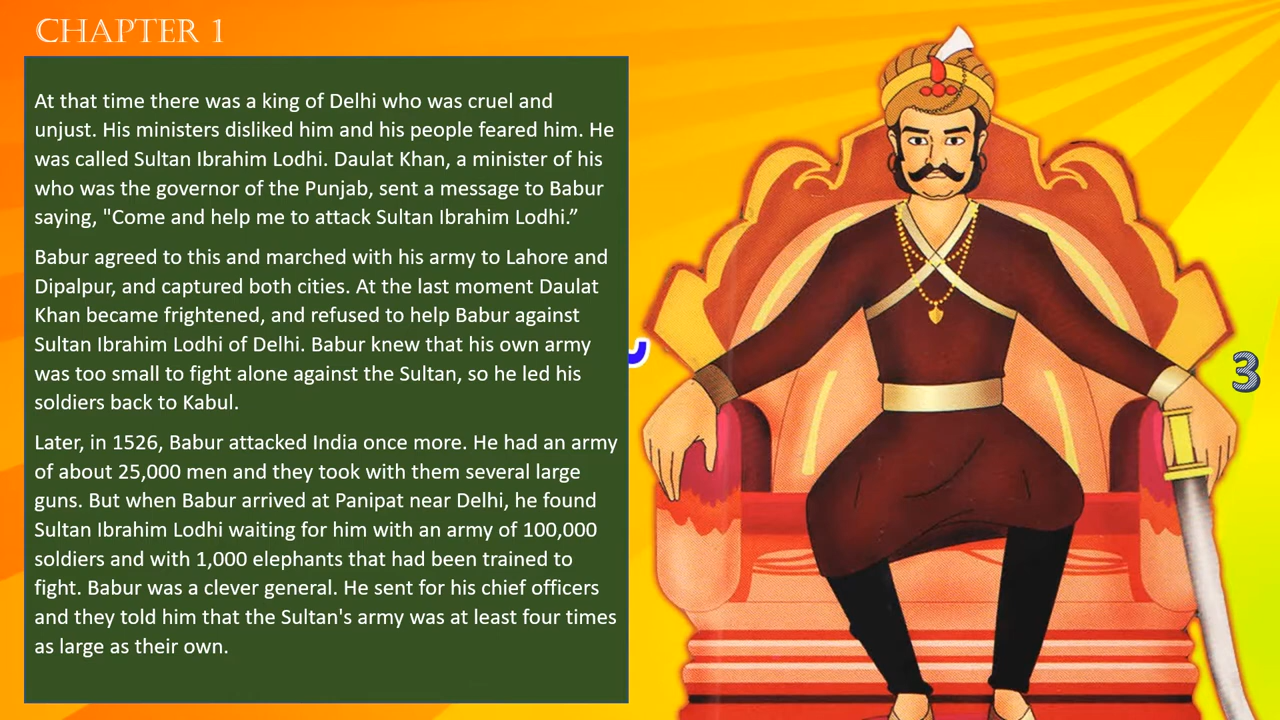 CHAPTER 1
At that time there was a king of Delhi who was cruel and
unjust. His ministers disliked him and his people feared him. He
was called Sultan Ibrahim Lodhi. Daulat Khan, a minister of his
who was the governor of the Punjab, sent a message to Babur
saying, "Come and help me to attack Sultan Ibrahim Lodhi.”
Babur agreed to this and marched with his army to Lahore and
Dipalpur, and captured both cities. At the last moment Daulat
Khan became frightened, and refused to help Babur against
Sultan Ibrahim Lodhi of Delhi. Babur knew that his own army
was too small to fight alone against the Sultan, so he led his
soldiers back to Kabul.
Later, in 1526, Babur attacked India once more. He had an army
of about 25,000 men and they took with them several large
guns. But when Babur arrived at Panipat near Delhi, he found
Sultan Ibrahim Lodhi waiting for him with an army of 100,000
soldiers and with 1,000 elephants that had been trained to
fight. Babur was a clever general. He sent for his chief officers
and they told him that the Sultan's army was at least four times
as large as their own.
3